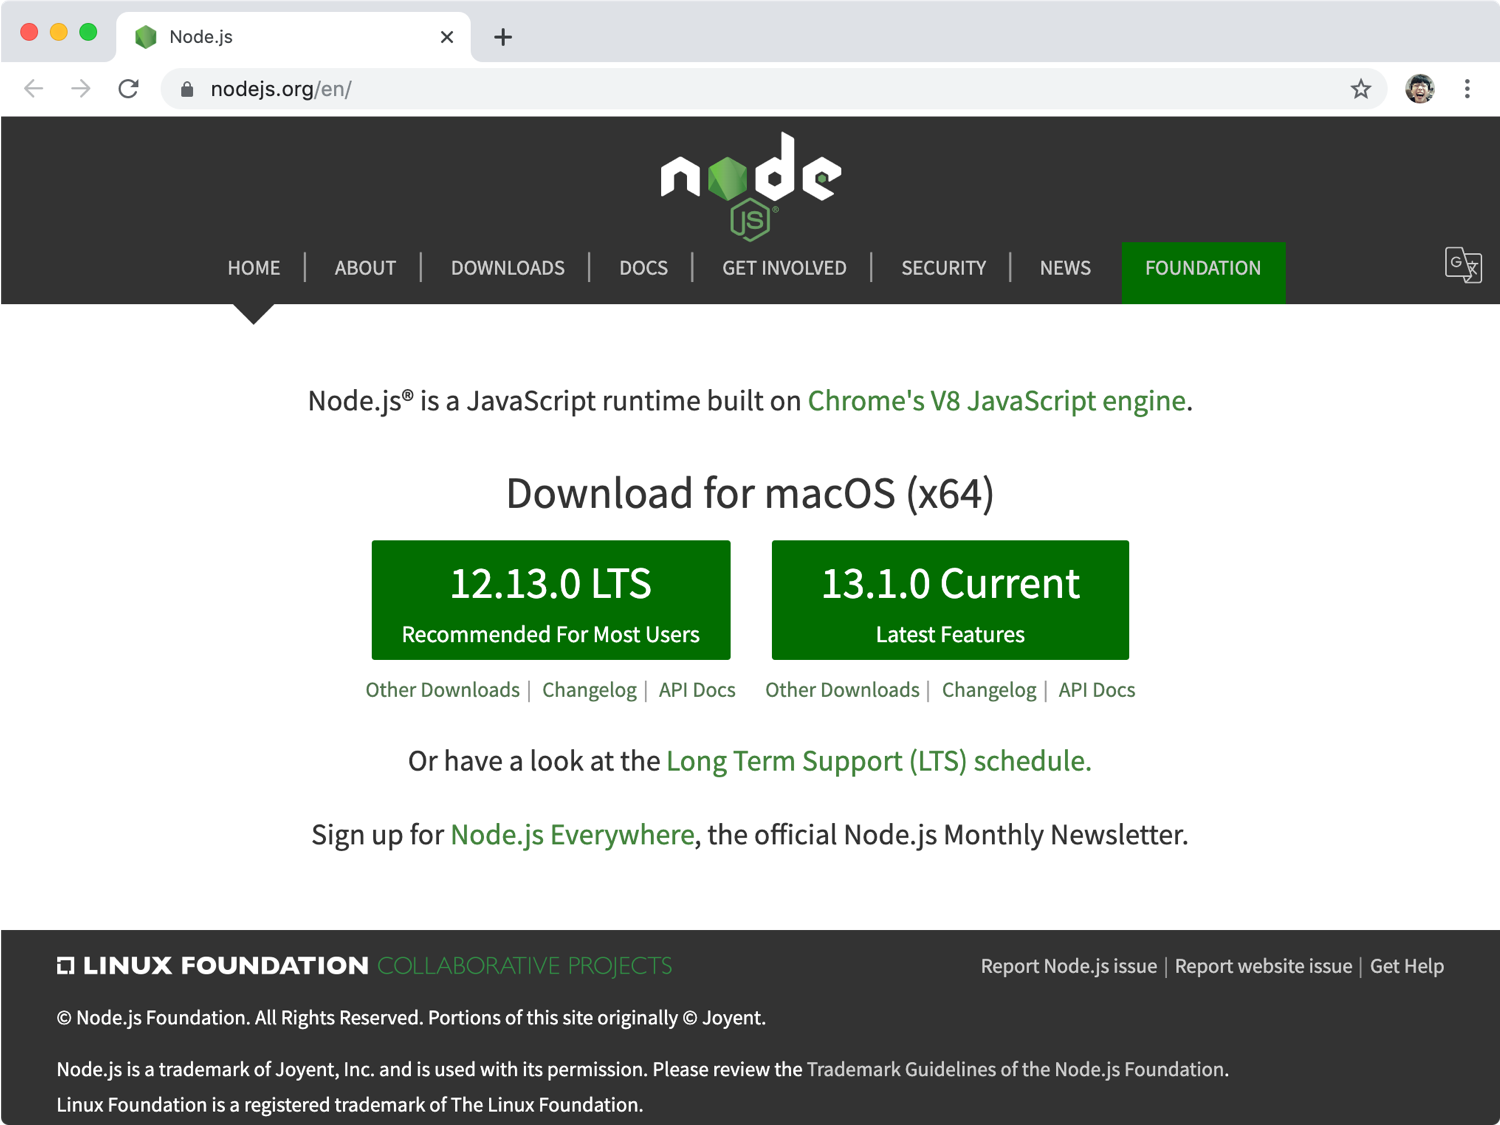 Node.js
nodejs.org/en/
node
JS®
HOME | ABOUT | DOWNLOADS | DOCS | GET INVOLVED | SECURITY | NEWS FOUNDATION
Node.js® is a JavaScript runtime built on Chrome's V8 JavaScript engine.
Download for macOS (x64)
12.13.0 LTS
Recommended For Most Users
13.1.0 Current
Latest Features
Other Downloads | Changelog | API Docs
Other Downloads | Changelog | API Docs
Or have a look at the Long Term Support (LTS) schedule.
Sign up for Node.js Everywhere, the official Node.js Monthly Newsletter.
LINUX FOUNDATION COLLABORATIVE PROJECTS
Report Node.js issue | Report website issue | Get Help
© Node.js Foundation. All Rights Reserved. Portions of this site originally © Joyent.
Node.js is a trademark of Joyent, Inc. and is used with its permission. Please review the Trademark Guidelines of the Node.js Foundation.
Linux Foundation is a registered trademark of The Linux Foundation.